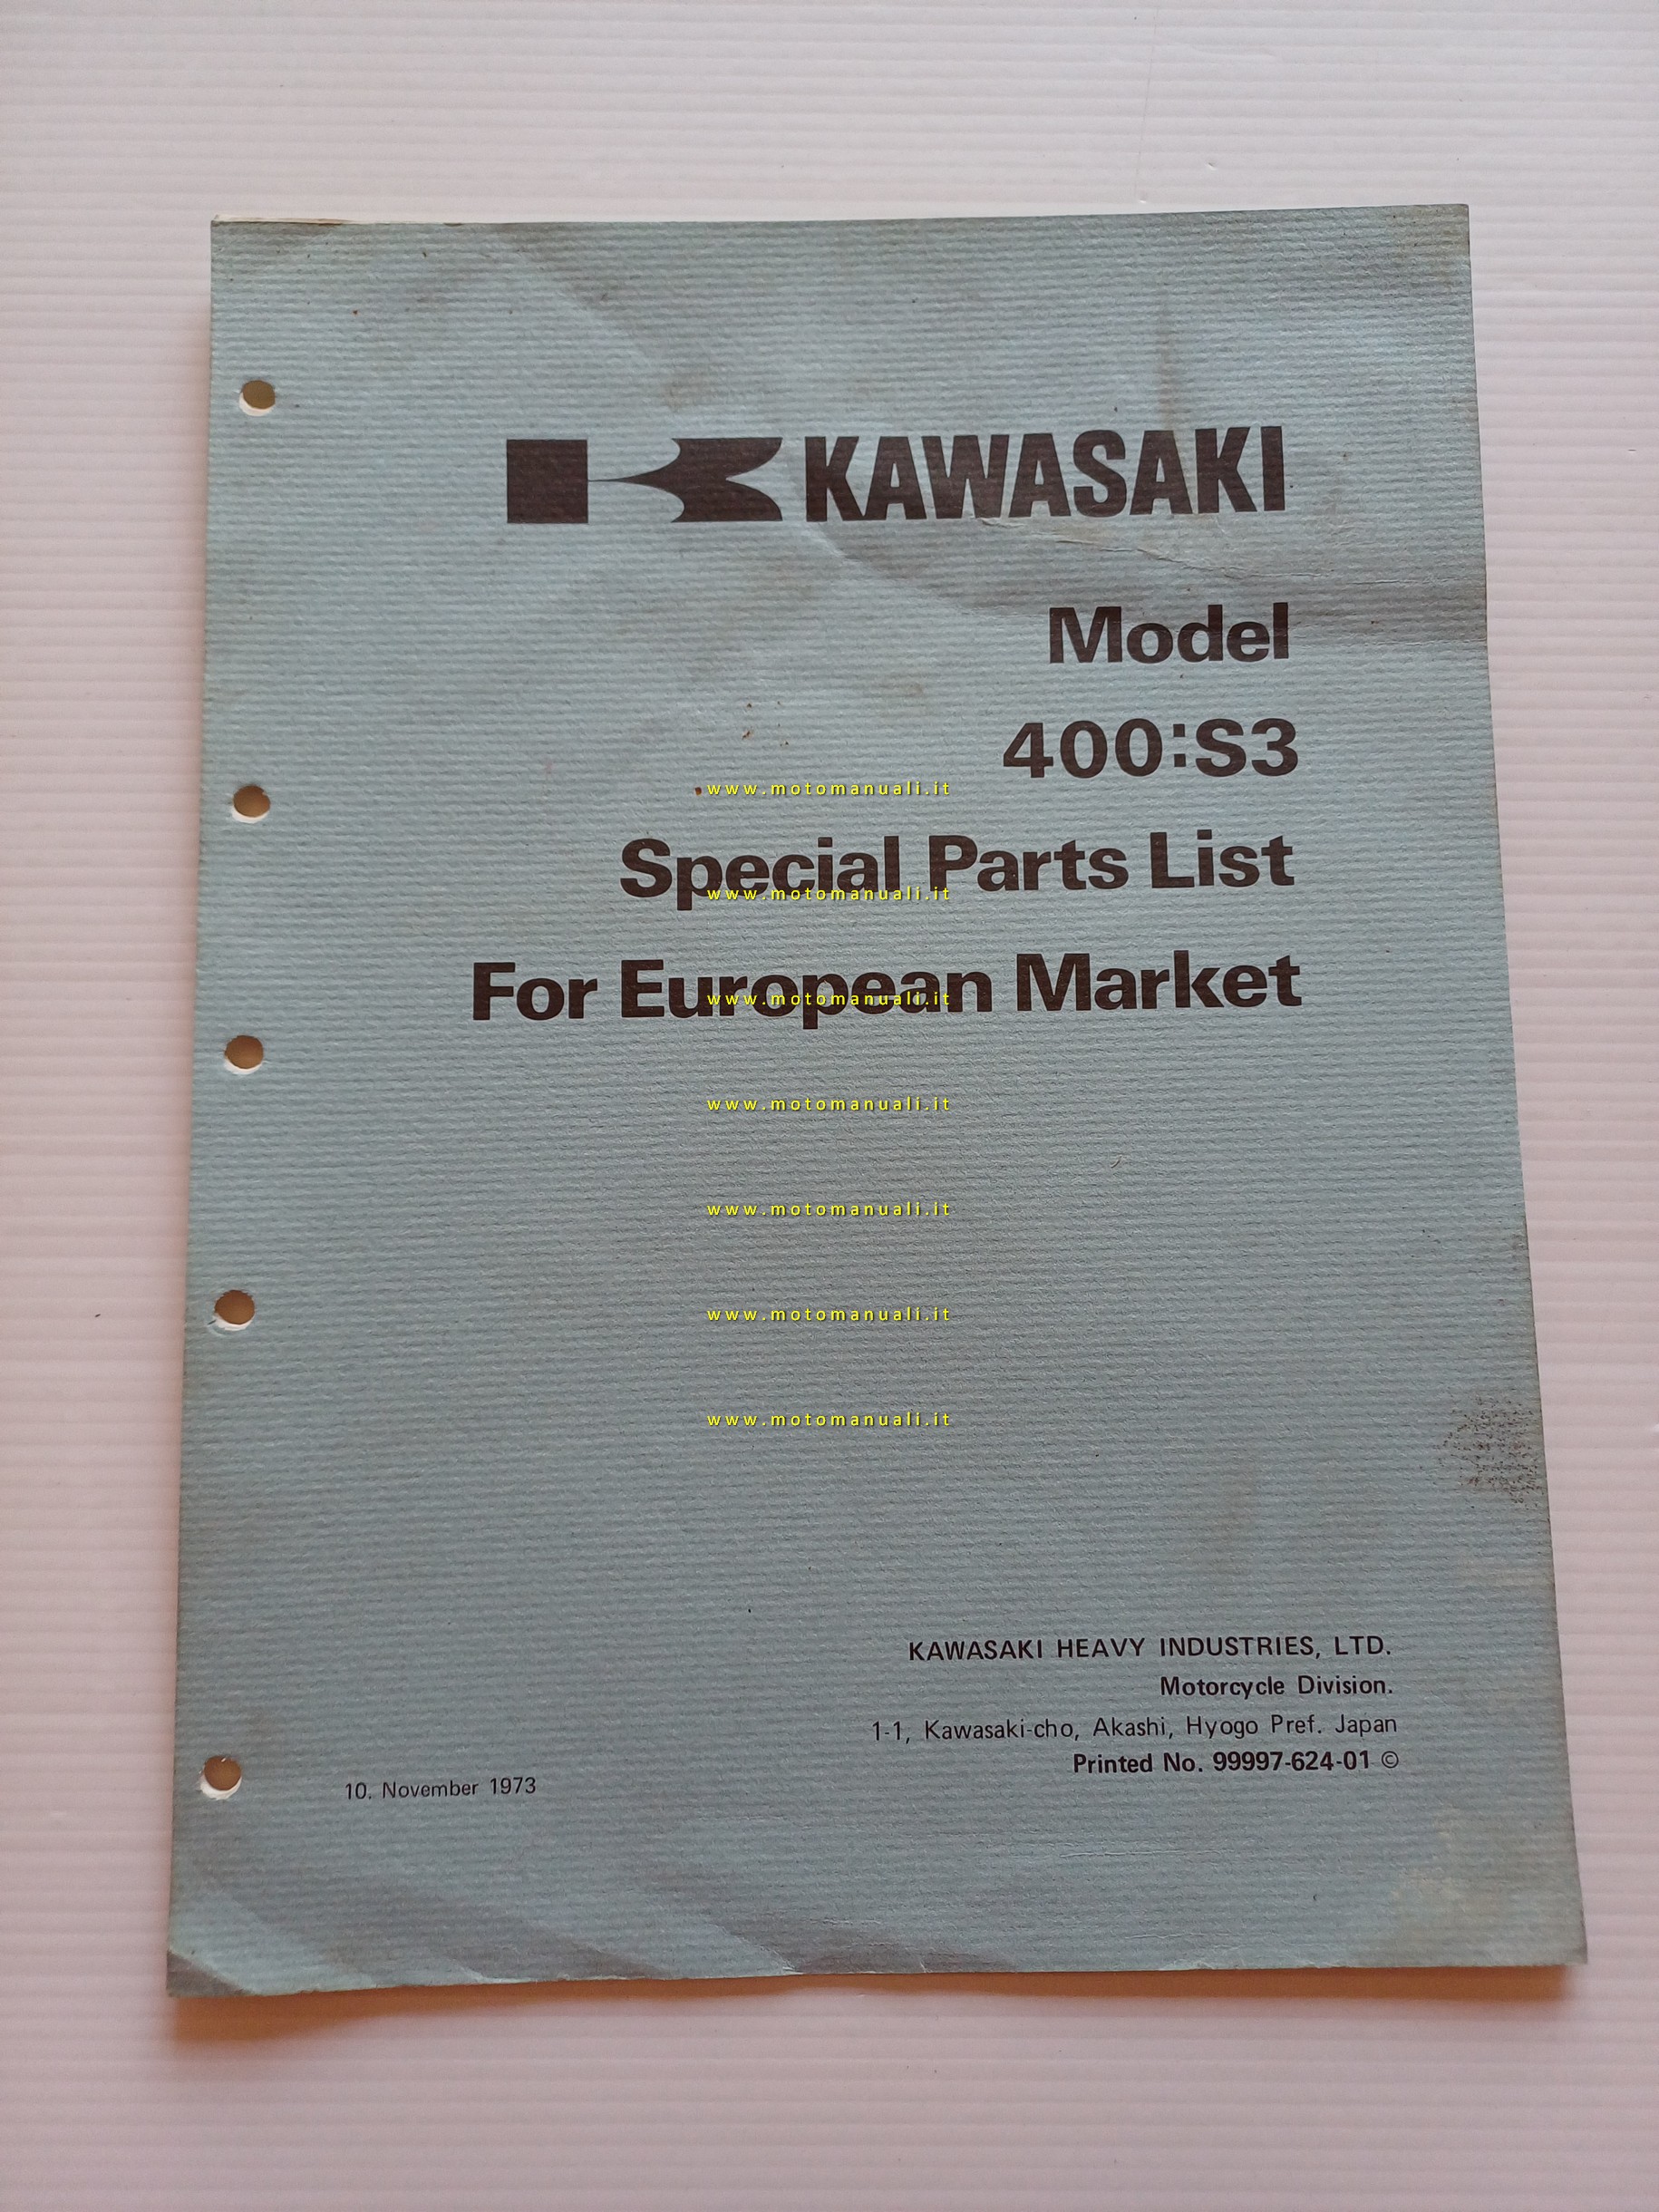 KAWASAKI
Model
400:S3
www.motomanuali.it
Special Parts List
www.motomanuali.it
For European Market
www.motomanuali.it
www.motomanuali.it
www.motomanuali.it
www.motomanuali.it
www.motomanuali.it
KAWASAKI HEAVY INDUSTRIES, LTD.
Motorcycle Division.
1-1, Kawasaki-cho, Akashi, Hyogo Pref. Japan
Printed No. 99997-624-01 ©
10. November 1973